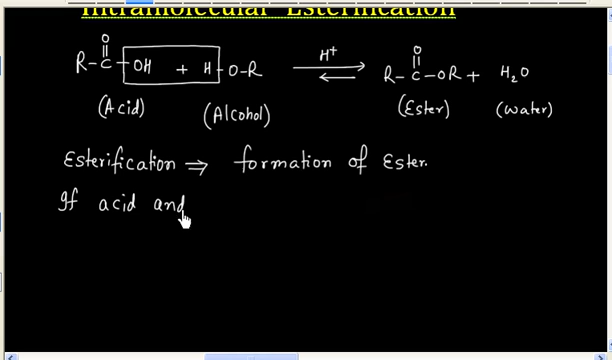 Intramolecular Esterification
R-C(=O)-OH + H-O-R ⇌ (H+) R-C(=O)-OR + H2O
(Acid) (Alcohol) (Ester) (Water)
Esterification ⇒ formation of Ester.
If acid and